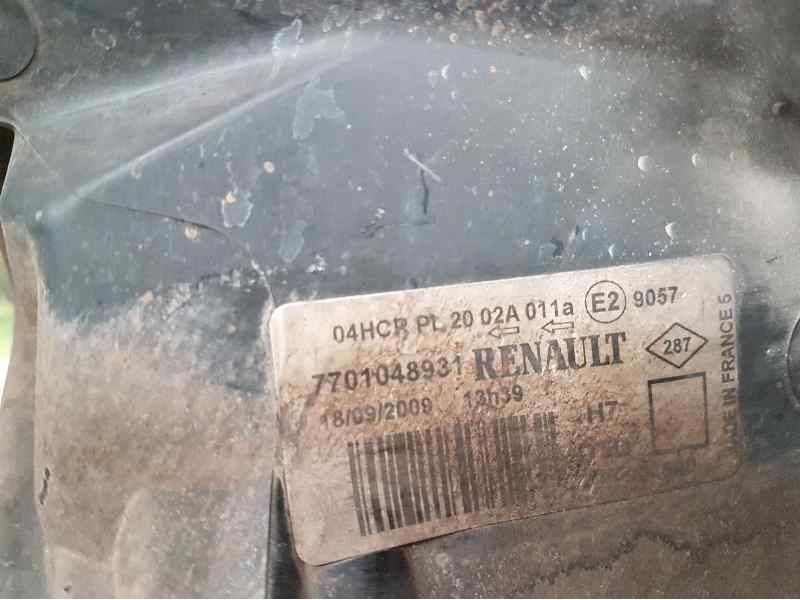 04HCR PL 20 02A 011a E2 9057
7701048931 RENAULT 287
18/09/2009 13h39
H7
MADE IN FRANCE 5